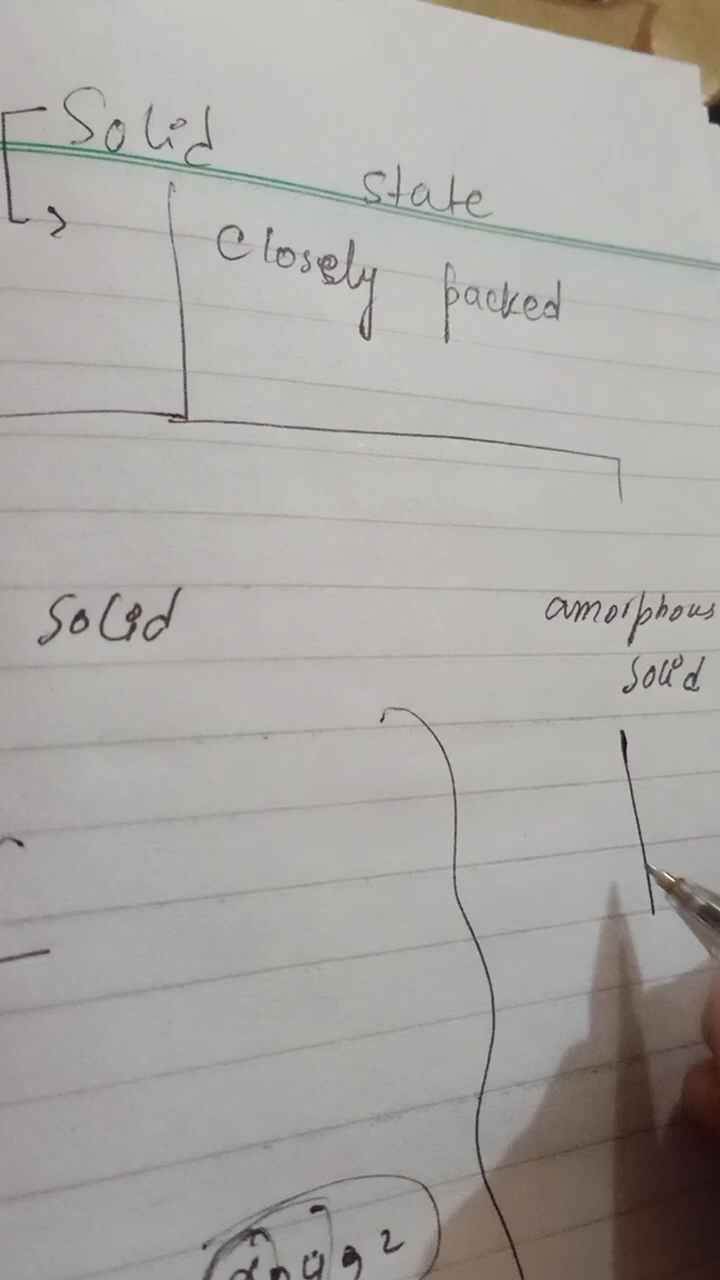 Solid state
Closely packed
Solid
amorphous
solid